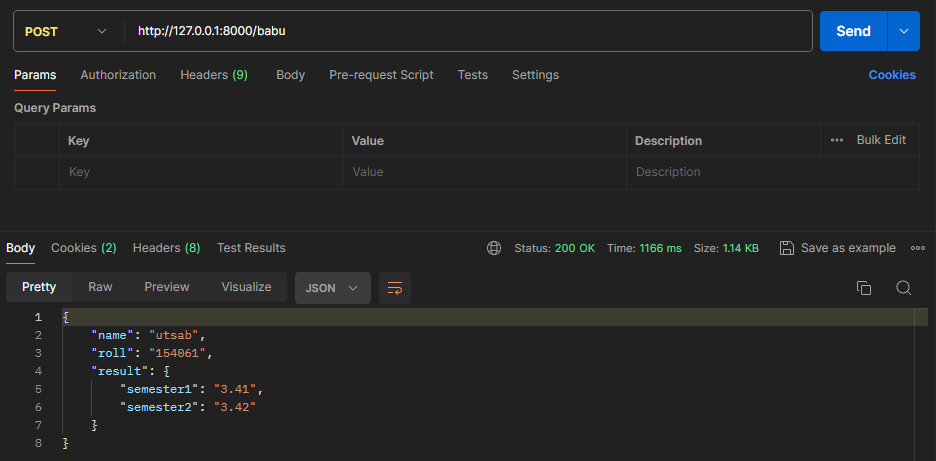 POST http://127.0.0.1:8000/babu Send
Params Authorization Headers (9) Body Pre-request Script Tests Settings Cookies
Query Params
Key Value Description Bulk Edit
Key Value Description
Body Cookies (2) Headers (8) Test Results Status: 200 OK Time: 1166 ms Size: 1.14 KB Save as example
Pretty Raw Preview Visualize JSON
1 {
2 "name": "utsab",
3 "roll": "154061",
4 "result": {
5 "semester1": "3.41",
6 "semester2": "3.42"
7 }
8 }